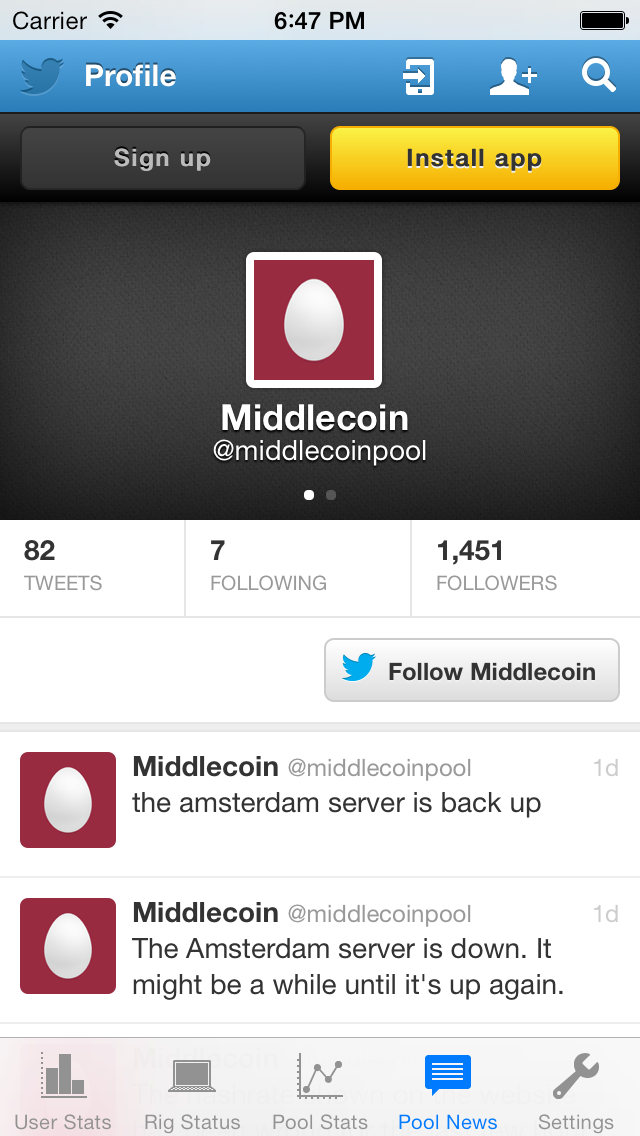 Carrier 6:47 PM
Profile
Sign up Install app
Middlecoin
@middlecoinpool
82 7 1,451
TWEETS FOLLOWING FOLLOWERS
Follow Middlecoin
Middlecoin @middlecoinpool 1d
the amsterdam server is back up
Middlecoin @middlecoinpool 1d
The Amsterdam server is down. It
might be a while until it's up again.
Middlecoin
User Stats Rig Status Pool Stats Pool News Settings